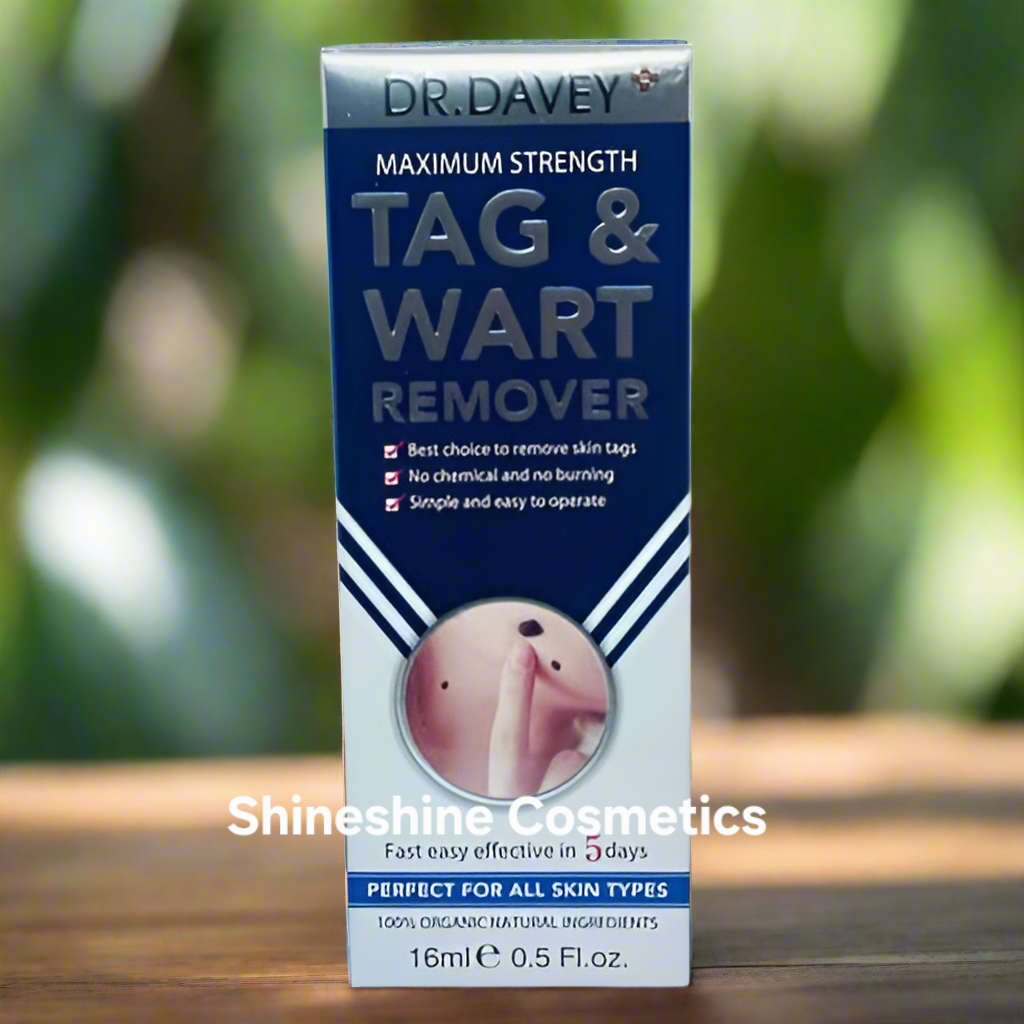 DR.DAVEY
MAXIMUM STRENGTH
TAG &
WART
REMOVER
Best choice to remove skin tags
No chemical and no burning
Simple and easy to operate
Shineshine Cosmetics
Fast easy effective in 5 days
PERFECT FOR ALL SKIN TYPES
100% ORGANIC NATURAL INGREDIENTS
16ml e 0.5 Fl.oz.